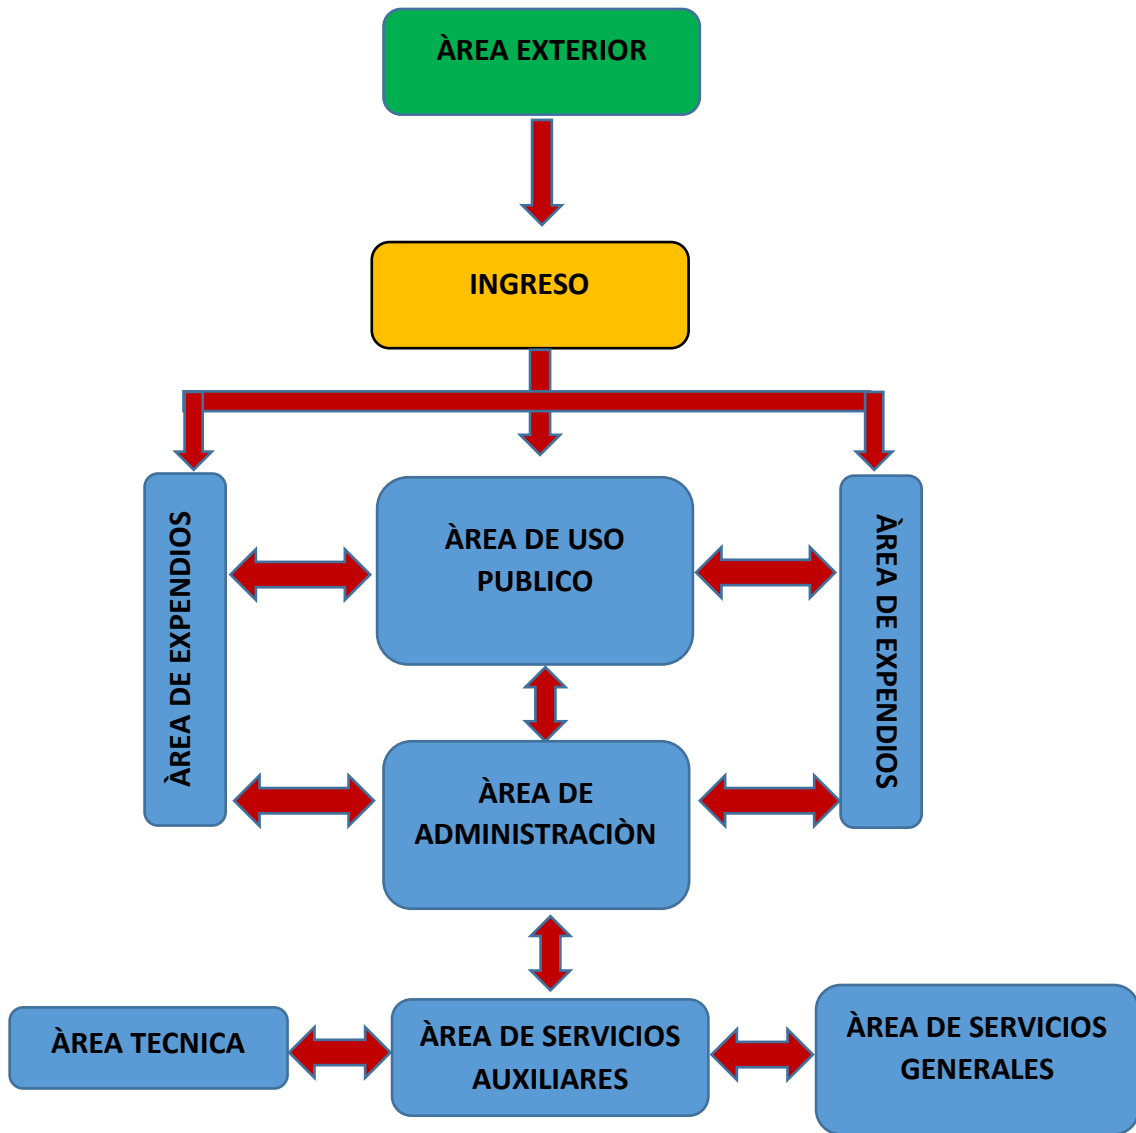 ÀREA EXTERIOR
INGRESO
ÀREA DE EXPENDIOS
ÀREA DE USO
PUBLICO
ÀREA DE EXPENDIOS
ÀREA DE
ADMINISTRACIÒN
ÀREA TECNICA
ÀREA DE SERVICIOS
AUXILIARES
ÀREA DE SERVICIOS
GENERALES